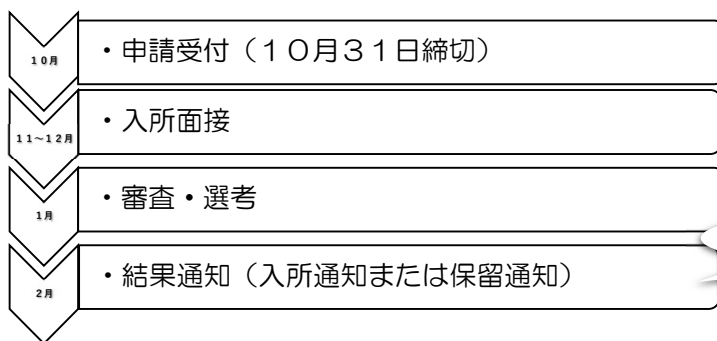 10月
・申請受付（１０月３１日締切）
11～12月
・入所面接
1月
・審査・選考
2月
・結果通知（入所通知または保留通知）